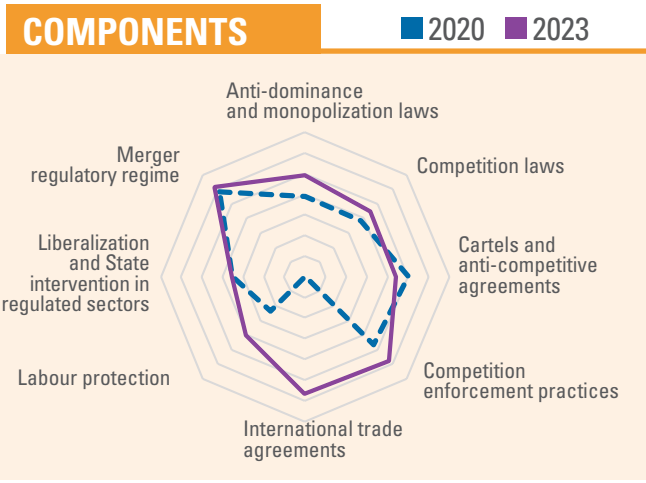 COMPONENTS
2020 2023
Anti-dominance
and monopolization laws
Merger
regulatory regime
Competition laws
Liberalization
and State
intervention in
regulated sectors
Cartels and
anti-competitive
agreements
Labour protection
Competition
enforcement practices
International trade
agreements